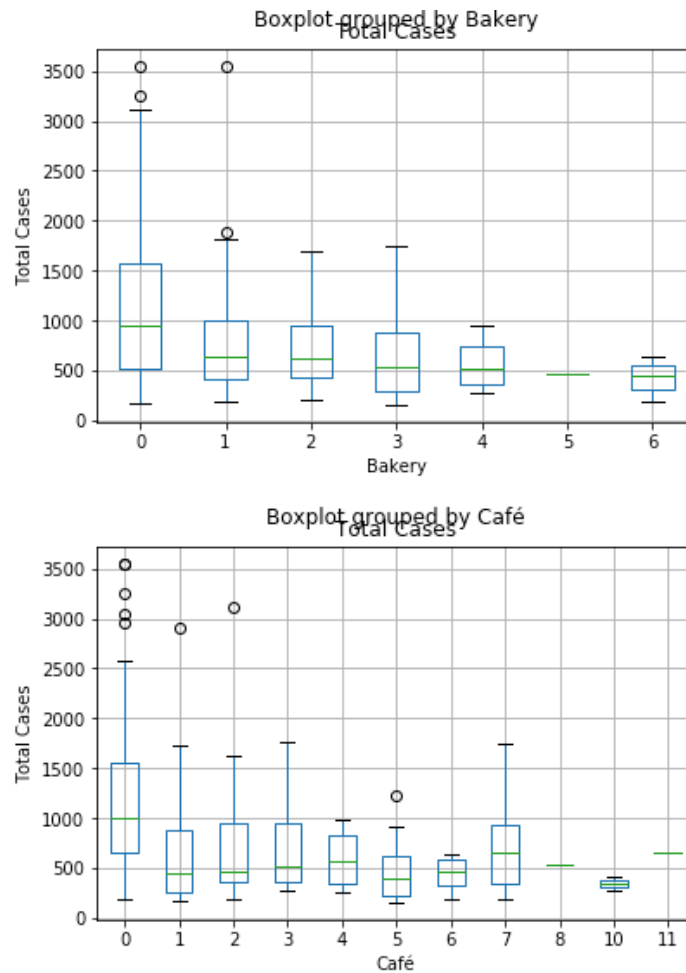 Boxplot grouped by Bakery
Total Cases
3500
3000
2500
2000
1500
1000
500
0
Total Cases
0 1 2 3 4 5 6
Bakery
Boxplot grouped by Café
Total Cases
3500
3000
2500
2000
1500
1000
500
0
Total Cases
0 1 2 3 4 5 6 7 8 10 11
Café